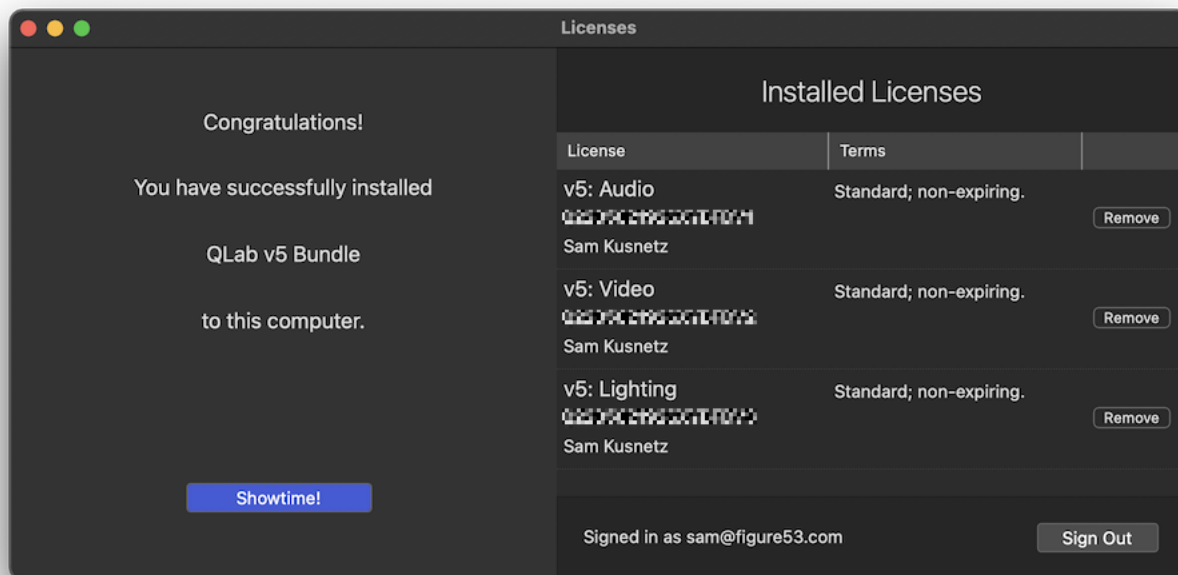 Licenses
Congratulations!
You have successfully installed
QLab v5 Bundle
to this computer.
Showtime!
Installed Licenses
License
Terms
v5: Audio
Standard; non-expiring.
Remove
Sam Kusnetz
v5: Video
Standard; non-expiring.
Remove
Sam Kusnetz
v5: Lighting
Standard; non-expiring.
Remove
Sam Kusnetz
Signed in as sam@figure53.com
Sign Out